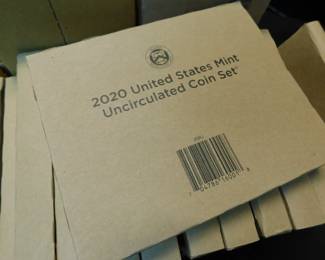 2020 United States Mint
Uncirculated Coin Set